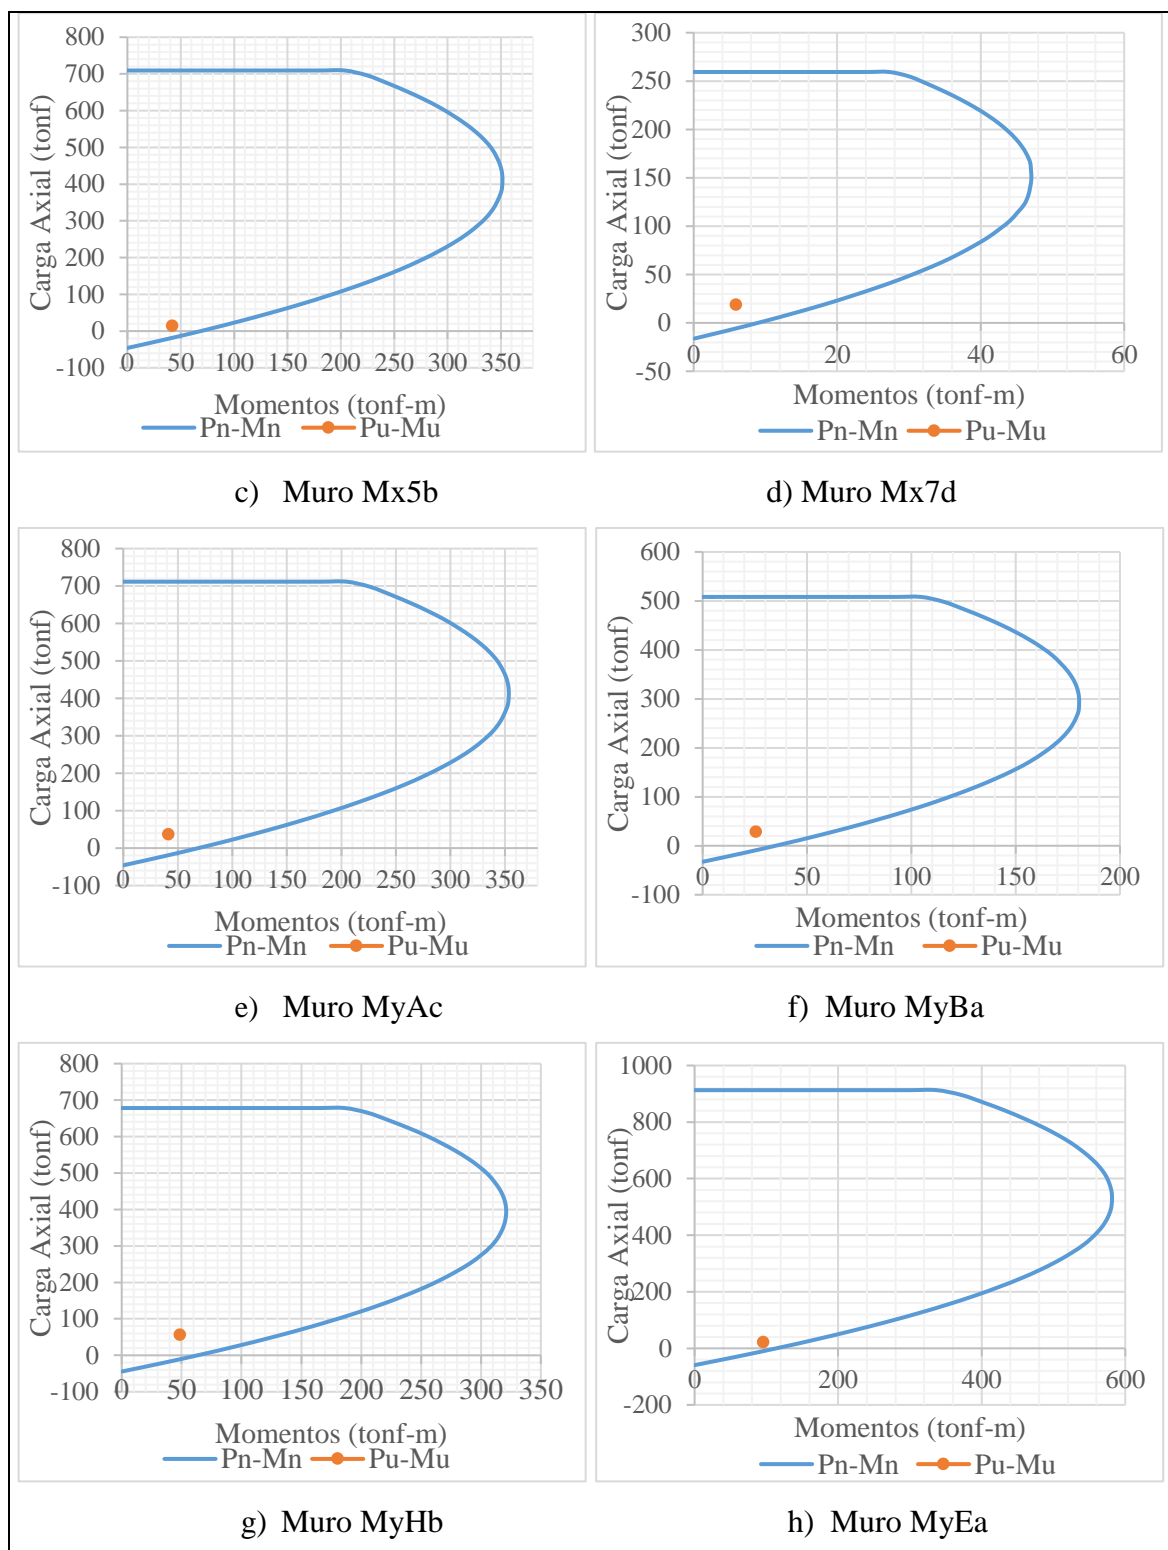 800
700
600
500
400
300
200
100
0
-100
0 50 100 150 200 250 300 350
Carga Axial (tonf)
Momentos (tonf-m)
Pn-Mn Pu-Mu
c) Muro Mx5b
300
250
200
150
100
50
0
-50
0 20 40 60
Carga Axial (tonf)
Momentos (tonf-m)
Pn-Mn Pu-Mu
d) Muro Mx7d
800
700
600
500
400
300
200
100
0
-100
0 50 100 150 200 250 300 350
Carga Axial (tonf)
Momentos (tonf-m)
Pn-Mn Pu-Mu
e) Muro MyAc
600
500
400
300
200
100
0
-100
0 50 100 150 200
Carga Axial (tonf)
Momentos (tonf-m)
Pn-Mn Pu-Mu
f) Muro MyBa
800
700
600
500
400
300
200
100
0
-100
0 50 100 150 200 250 300 350
Carga Axial (tonf)
Momentos (tonf-m)
Pn-Mn Pu-Mu
g) Muro MyHb
1000
800
600
400
200
0
-200
0 200 400 600
Carga Axial (tonf)
Momentos (tonf-m)
Pn-Mn Pu-Mu
h) Muro MyEa